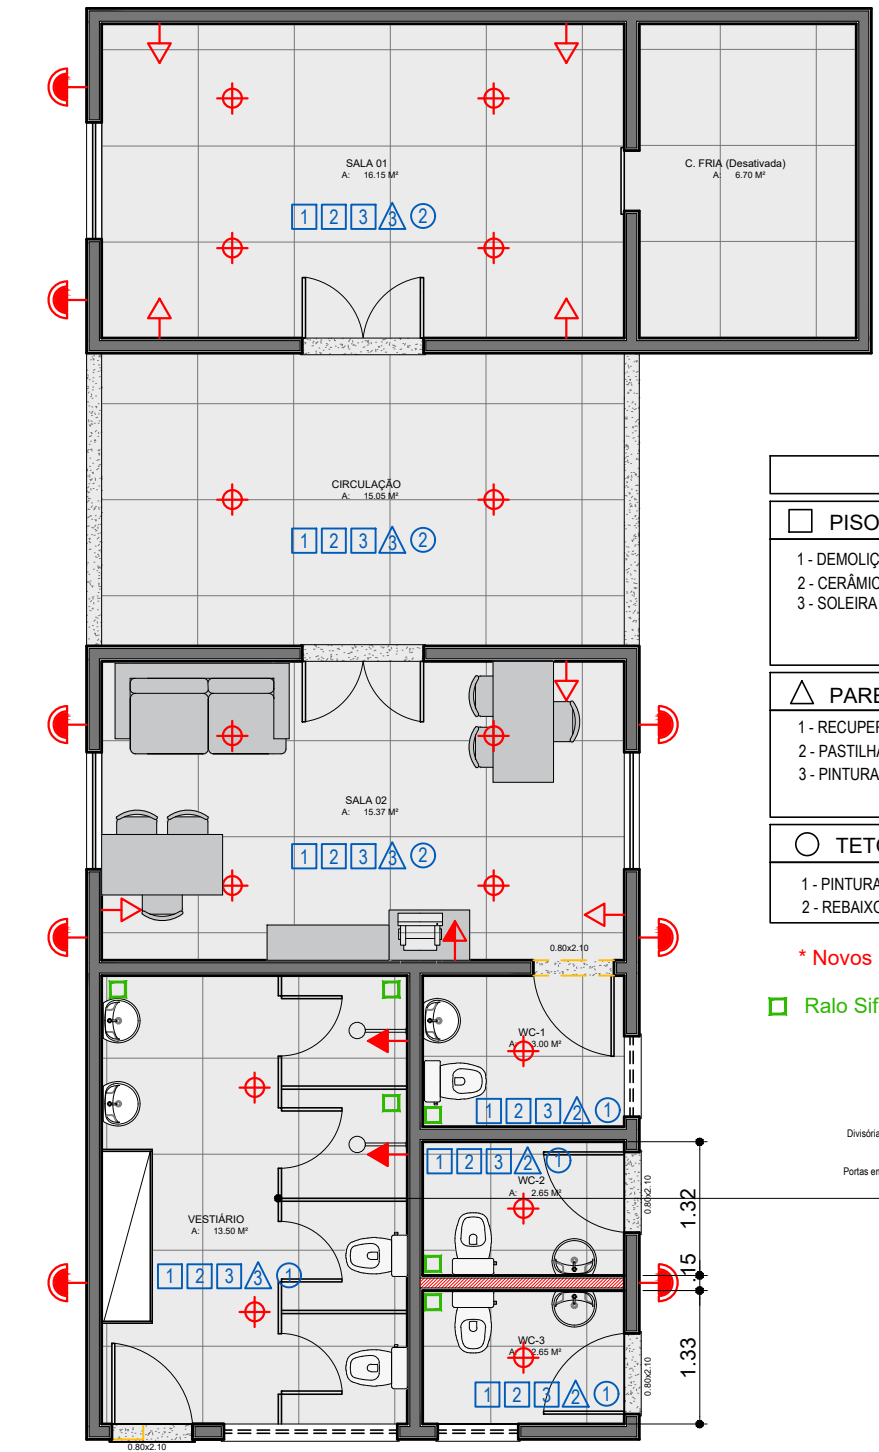 SALA 01
A: 16.15 M²
1 2 3 3 2
C. FRIA (Desativada)
A: 6.70 M²
CIRCULAÇÃO
A: 15.05 M²
1 2 3 3 2
PISO
1 - DEMOLIÇ
2 - CERÂMIC
3 - SOLEIRA
PARE
1 - RECUPER
2 - PASTILHA
3 - PINTURA
TETO
1 - PINTURA
2 - REBAIXO
* Novos
Ralo Sif
SALA 02
A: 15.37 M²
1 2 3 3 2
0.80x2.10
WC-1
A: 3.00 M²
1 2 3 2 1
Divisória
Portas em
1 2 3 2 1
WC-2
A: 2.65 M²
0.80x2.10
1.32
.15
1.33
VESTIÁRIO
A: 13.50 M²
1 2 3 3 1
WC-3
A: 2.65 M²
0.80x2.10
1 2 3 2 1
0.80x2.10